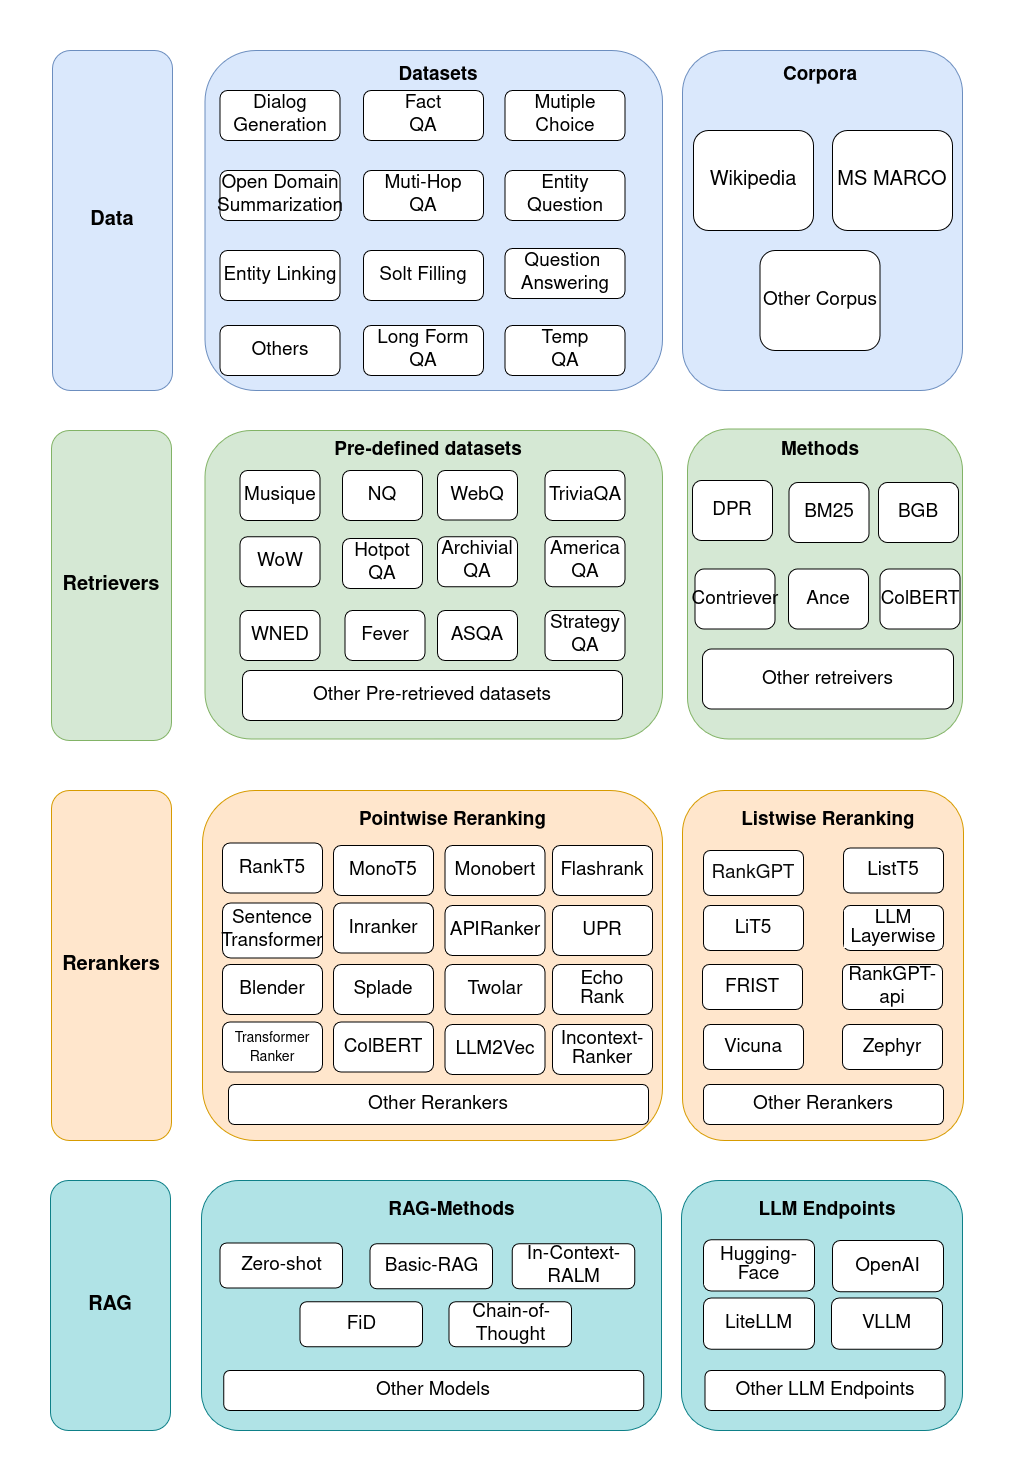 Data
Datasets
Dialog
Generation
Fact
QA
Mutiple
Choice
Open Domain
Summarization
Muti-Hop
QA
Entity
Question
Entity Linking
Solt Filling
Question
Answering
Others
Long Form
QA
Temp
QA
Corpora
Wikipedia
MS MARCO
Other Corpus
Retrievers
Pre-defined datasets
Musique
NQ
WebQ
TriviaQA
WoW
Hotpot
QA
Archivial
QA
America
QA
WNED
Fever
ASQA
Strategy
QA
Other Pre-retrieved datasets
Methods
DPR
BM25
BGB
Contriever
Ance
ColBERT
Other retreivers
Rerankers
Pointwise Reranking
RankT5
MonoT5
Monobert
Flashrank
Sentence
Transformer
Inranker
APIRanker
UPR
Blender
Splade
Twolar
Echo
Rank
Transformer
Ranker
ColBERT
LLM2Vec
Incontext-
Ranker
Other Rerankers
Listwise Reranking
RankGPT
ListT5
LiT5
LLM
Layerwise
FRIST
RankGPT-
api
Vicuna
Zephyr
Other Rerankers
RAG
RAG-Methods
Zero-shot
Basic-RAG
In-Context-
RALM
FiD
Chain-of-
Thought
Other Models
LLM Endpoints
Hugging-
Face
OpenAI
LiteLLM
VLLM
Other LLM Endpoints